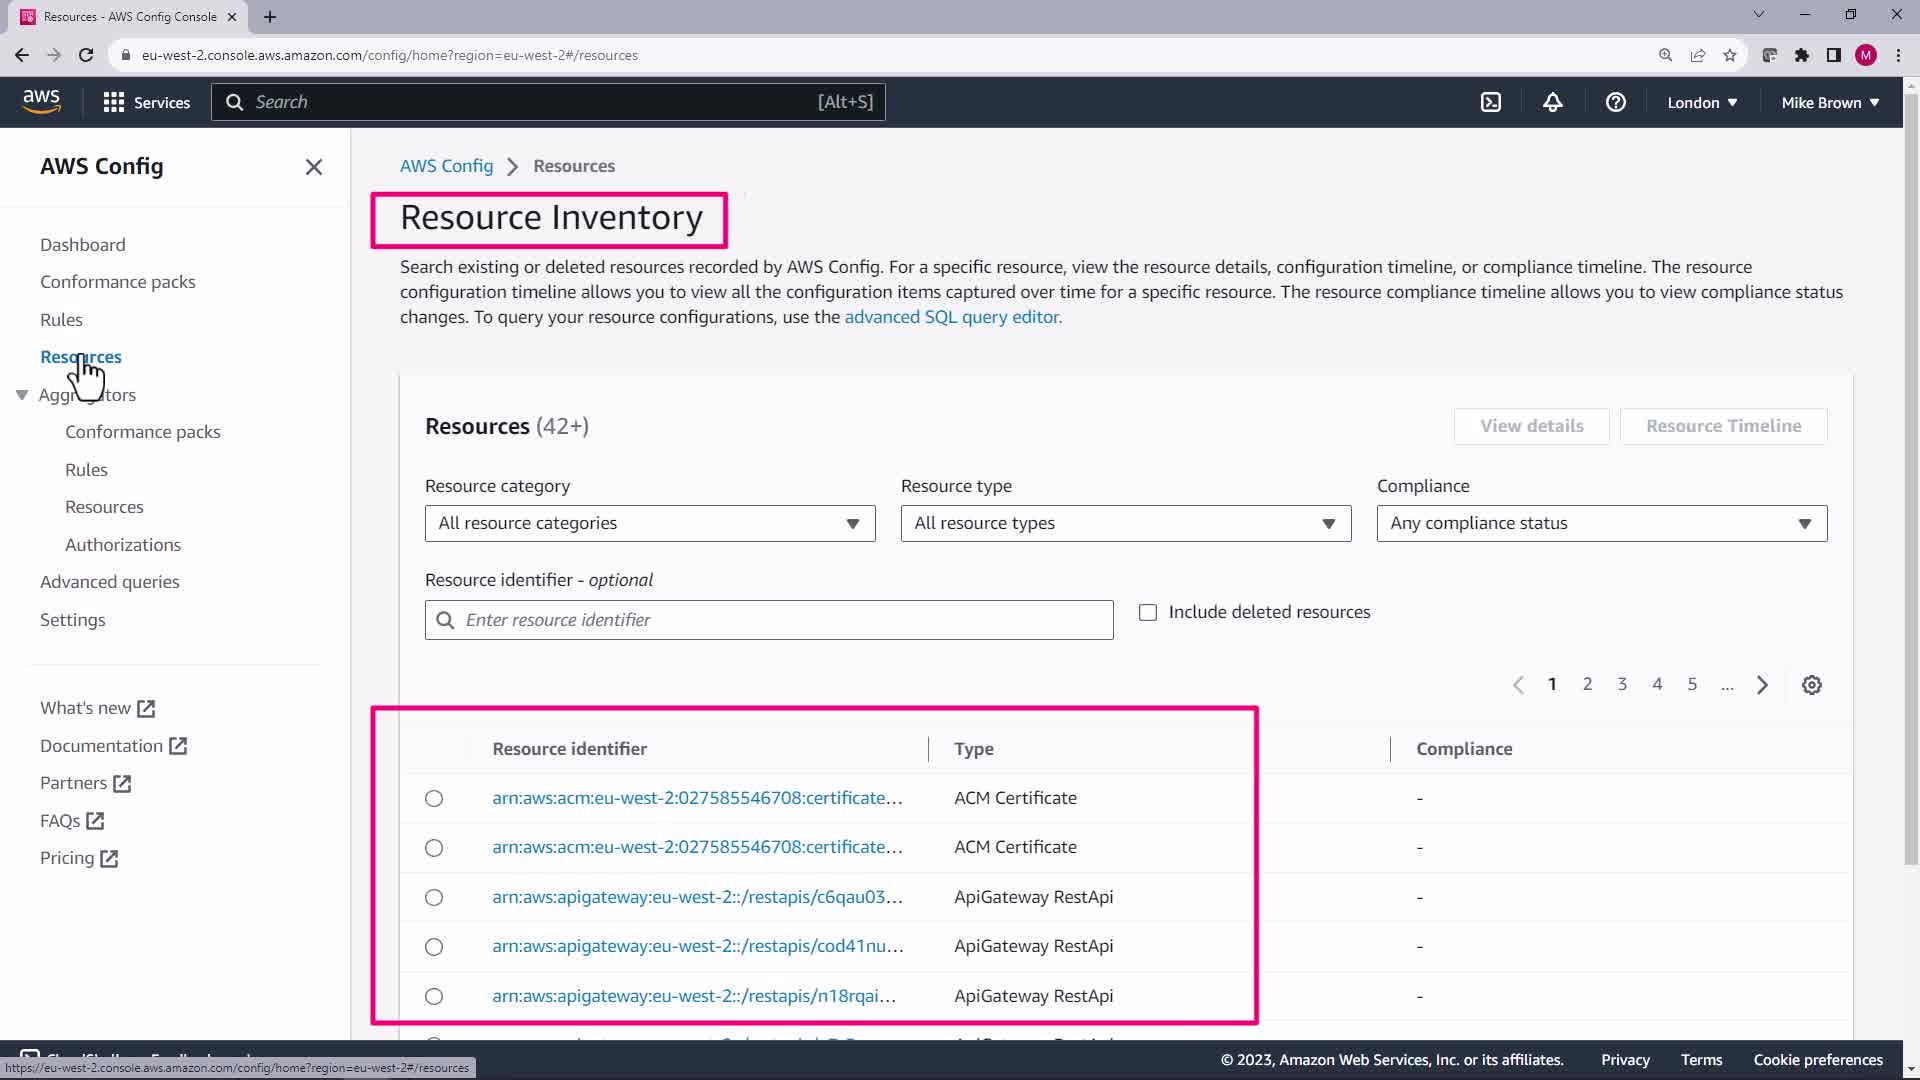 Resources - AWS Config Console
eu-west-2.console.aws.amazon.com/config/home?region=eu-west-2#/resources
M
aws
Services
Search
[Alt+S]
London
Mike Brown
AWS Config
Dashboard
Conformance packs
Rules
Resources
Aggregators
Conformance packs
Rules
Resources
Authorizations
Advanced queries
Settings
What's new
Documentation
Partners
FAQs
Pricing
AWS Config > Resources
Resource Inventory
Search existing or deleted resources recorded by AWS Config. For a specific resource, view the resource details, configuration timeline, or compliance timeline. The resource
configuration timeline allows you to view all the configuration items captured over time for a specific resource. The resource compliance timeline allows you to view compliance status
changes. To query your resource configurations, use the advanced SQL query editor.
Resources (42+)
View details
Resource Timeline
Resource category
Resource type
Compliance
All resource categories
All resource types
Any compliance status
Resource identifier - optional
Enter resource identifier
Include deleted resources
1 2 3 4 5 ...
Resource identifier Type Compliance
arn:aws:acm:eu-west-2:027585546708:certificate... ACM Certificate -
arn:aws:acm:eu-west-2:027585546708:certificate... ACM Certificate -
arn:aws:apigateway:eu-west-2::/restapis/c6qau03... ApiGateway RestApi -
arn:aws:apigateway:eu-west-2::/restapis/cod41nu... ApiGateway RestApi -
arn:aws:apigateway:eu-west-2::/restapis/n18rqai... ApiGateway RestApi -
© 2023, Amazon Web Services, Inc. or its affiliates. Privacy Terms Cookie preferences
https://eu-west-2.console.aws.amazon.com/config/home?region=eu-west-2#/resources